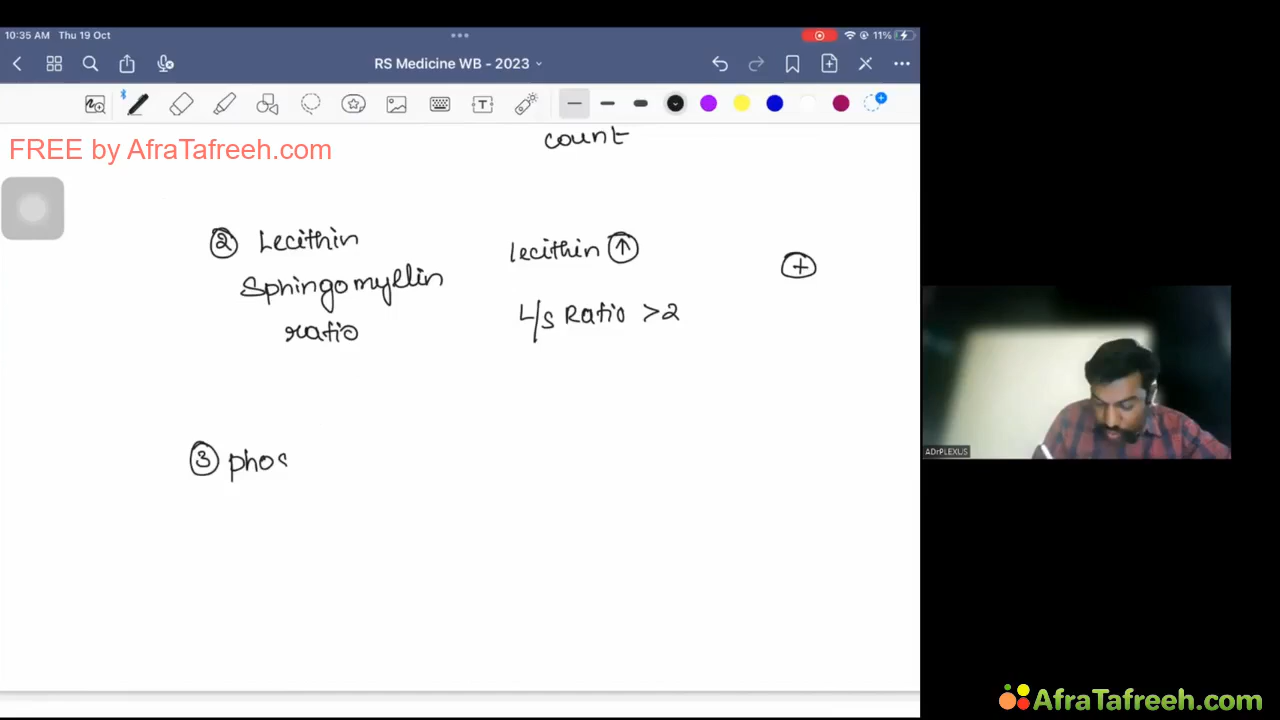 10:35 AM Thu 19 Oct
11%
RS Medicine WB - 2023
count
FREE by AfraTafreeh.com
② Lecithin
Sphingomyllin
ratio
lecithin ↑
L/S Ratio >2
+
③ phos
ADrPLEXUS
AfraTafreeh.com